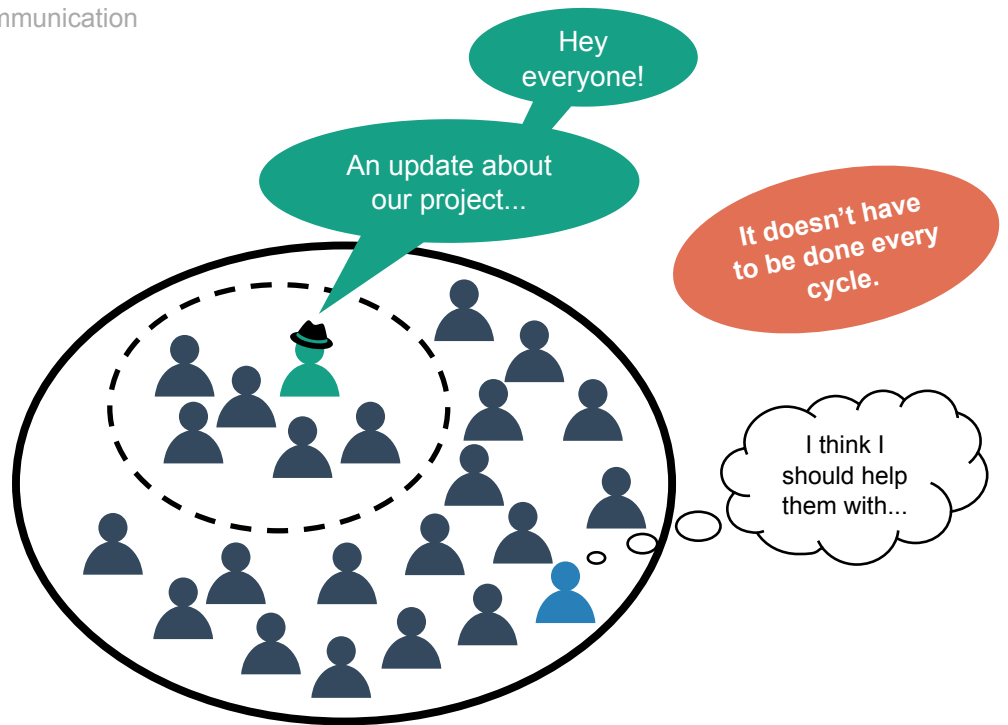 Hey
everyone!
An update about
our project...
It doesn’t have
to be done every
cycle.
I think I
should help
them with...